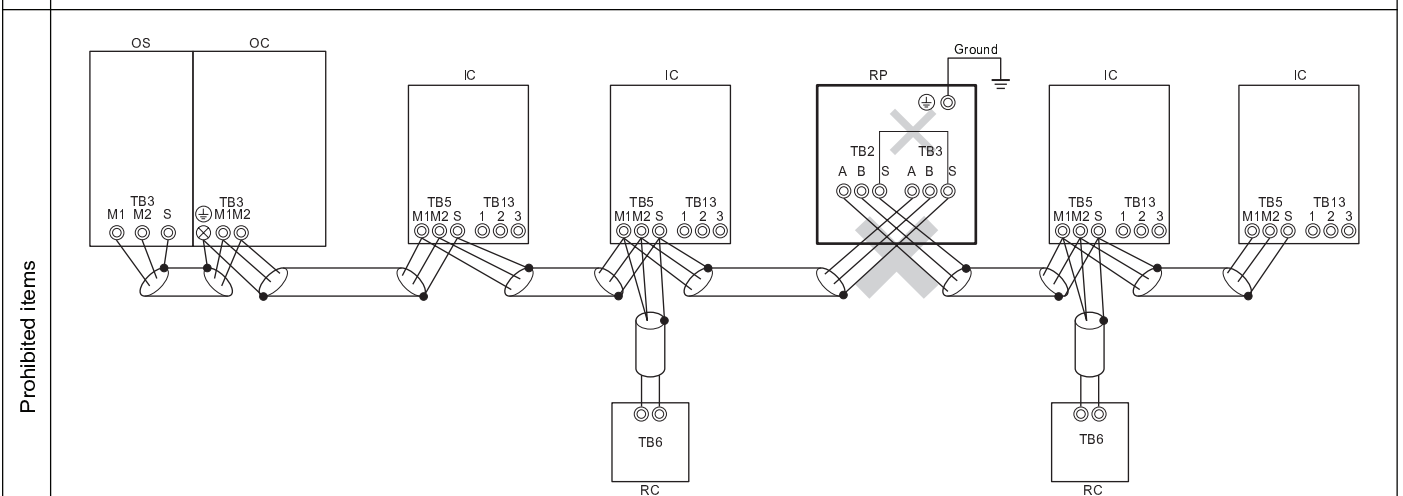 Prohibited items
OS OC
IC IC RP Ground IC IC
TB2 TB3
A B S A B S
TB3 TB3
M1 M2 S M1M2
TB5 TB13
M1M2 S 1 2 3
TB5 TB13
M1M2 S 1 2 3
TB5 TB13
M1M2 S 1 2 3
TB5 TB13
M1M2 S 1 2 3
TB6
RC
TB6
RC